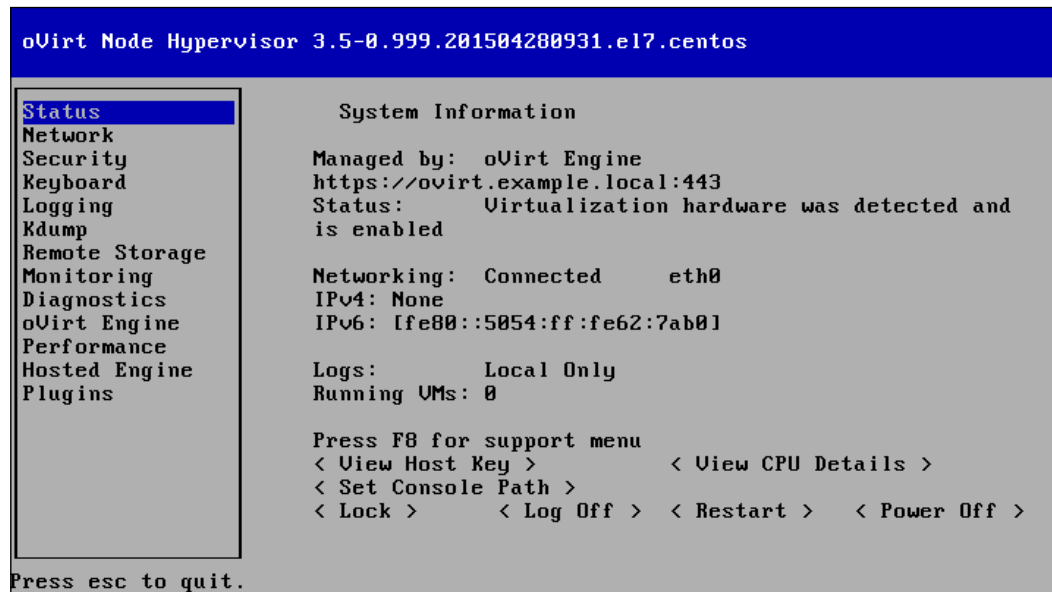 oVirt Node Hypervisor 3.5-0.999.201504280931.el7.centos
Status
Network
Security
Keyboard
Logging
Kdump
Remote Storage
Monitoring
Diagnostics
oVirt Engine
Performance
Hosted Engine
Plugins
System Information
Managed by: oVirt Engine
https://ovirt.example.local:443
Status: Virtualization hardware was detected and
is enabled
Networking: Connected eth0
IPv4: None
IPv6: [fe80::5054:ff:fe62:7ab0]
Logs: Local Only
Running VMs: 0
Press F8 for support menu
< View Host Key > < View CPU Details >
< Set Console Path >
< Lock > < Log Off > < Restart > < Power Off >
Press esc to quit.